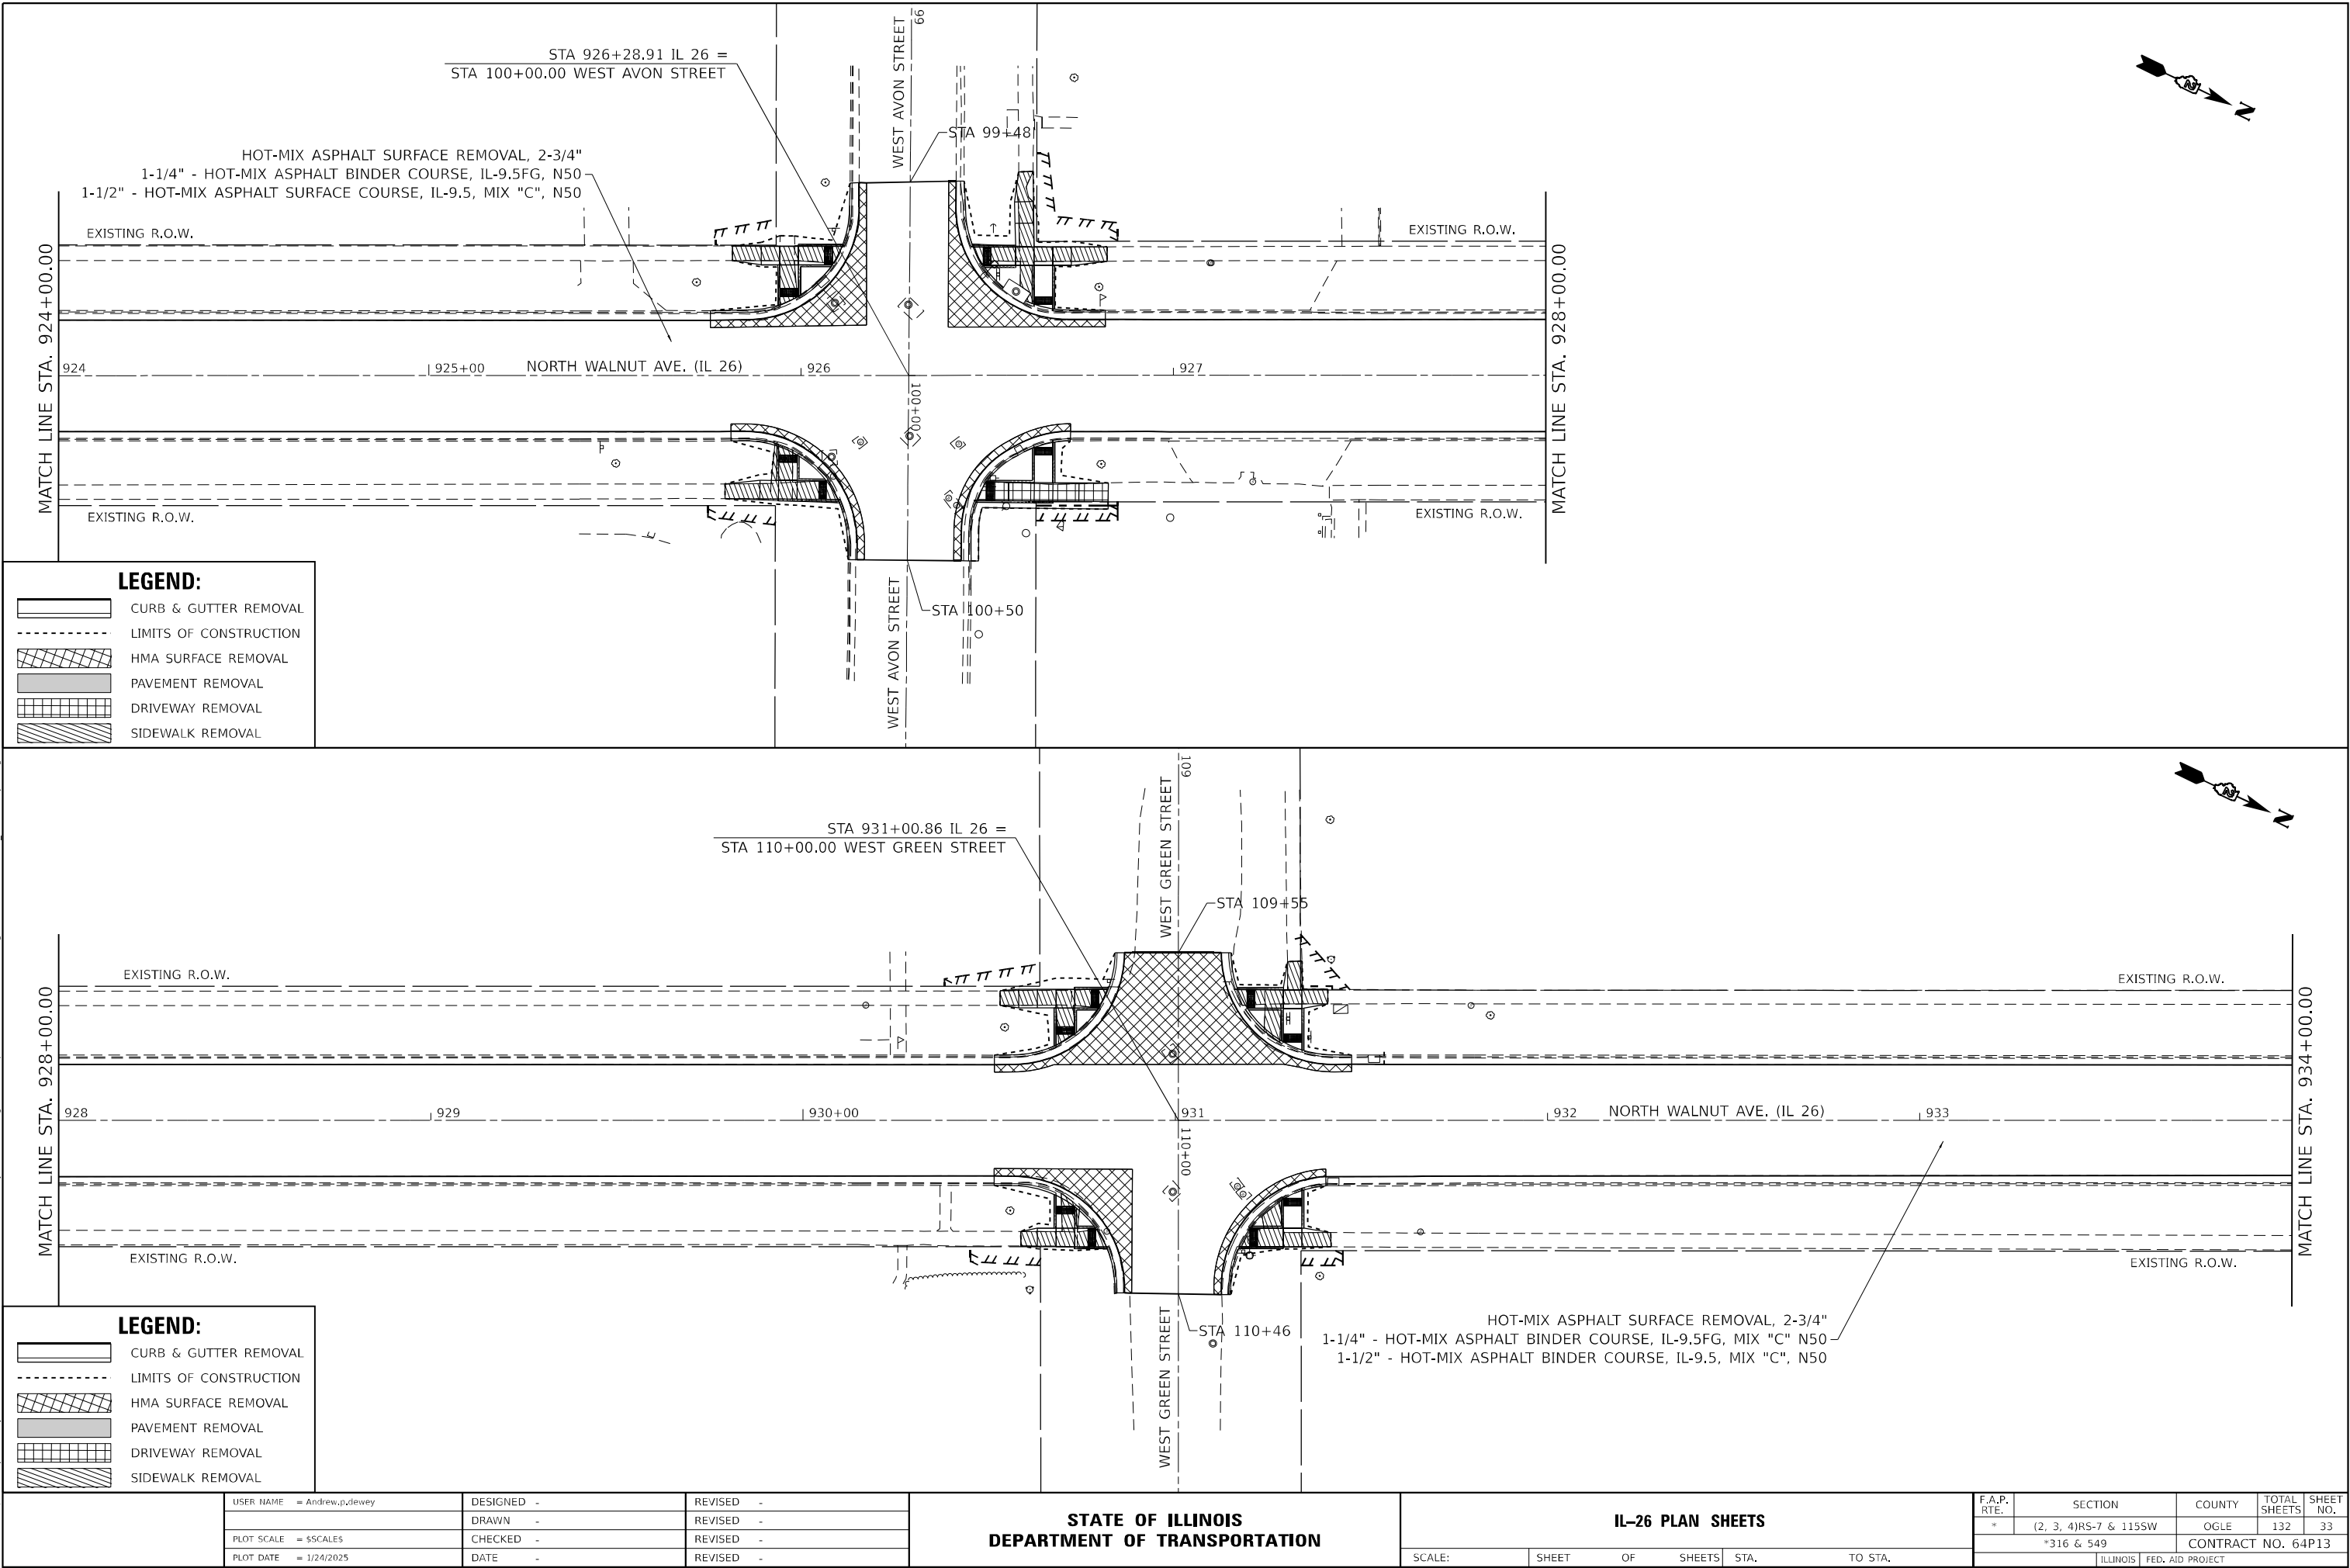 STA 926+28.91 IL 26 =
STA 100+00.00 WEST AVON STREET
WEST AVON STREET
99
STA 99+48
N
HOT-MIX ASPHALT SURFACE REMOVAL, 2-3/4"
1-1/4" - HOT-MIX ASPHALT BINDER COURSE, IL-9.5FG, N50
1-1/2" - HOT-MIX ASPHALT SURFACE COURSE, IL-9.5, MIX "C", N50
EXISTING R.O.W.
EXISTING R.O.W.
MATCH LINE STA. 924+00.00
MATCH LINE STA. 928+00.00
924
925+00
NORTH WALNUT AVE. (IL 26)
926
927
100+00
EXISTING R.O.W.
EXISTING R.O.W.
STA 100+50
WEST AVON STREET
LEGEND:
CURB & GUTTER REMOVAL
LIMITS OF CONSTRUCTION
HMA SURFACE REMOVAL
PAVEMENT REMOVAL
DRIVEWAY REMOVAL
SIDEWALK REMOVAL
STA 931+00.86 IL 26 =
STA 110+00.00 WEST GREEN STREET
WEST GREEN STREET
109
STA 109+55
N
EXISTING R.O.W.
EXISTING R.O.W.
MATCH LINE STA. 928+00.00
MATCH LINE STA. 934+00.00
928
929
930+00
931
932
NORTH WALNUT AVE. (IL 26)
933
110+00
EXISTING R.O.W.
EXISTING R.O.W.
STA 110+46
WEST GREEN STREET
HOT-MIX ASPHALT SURFACE REMOVAL, 2-3/4"
1-1/4" - HOT-MIX ASPHALT BINDER COURSE, IL-9.5FG, MIX "C" N50
1-1/2" - HOT-MIX ASPHALT BINDER COURSE, IL-9.5, MIX "C", N50
LEGEND:
CURB & GUTTER REMOVAL
LIMITS OF CONSTRUCTION
HMA SURFACE REMOVAL
PAVEMENT REMOVAL
DRIVEWAY REMOVAL
SIDEWALK REMOVAL
USER NAME = Andrew.p.dewey
PLOT SCALE = $SCALE$
PLOT DATE = 1/24/2025
DESIGNED -
DRAWN -
CHECKED -
DATE -
REVISED -
REVISED -
REVISED -
REVISED -
STATE OF ILLINOIS
DEPARTMENT OF TRANSPORTATION
IL-26 PLAN SHEETS
SCALE: SHEET OF SHEETS STA. TO STA.
F.A.P. RTE. SECTION COUNTY TOTAL SHEETS SHEET NO.
* (2, 3, 4)RS-7 & 115SW OGLE 132 33
*316 & 549 CONTRACT NO. 64P13
ILLINOIS FED. AID PROJECT